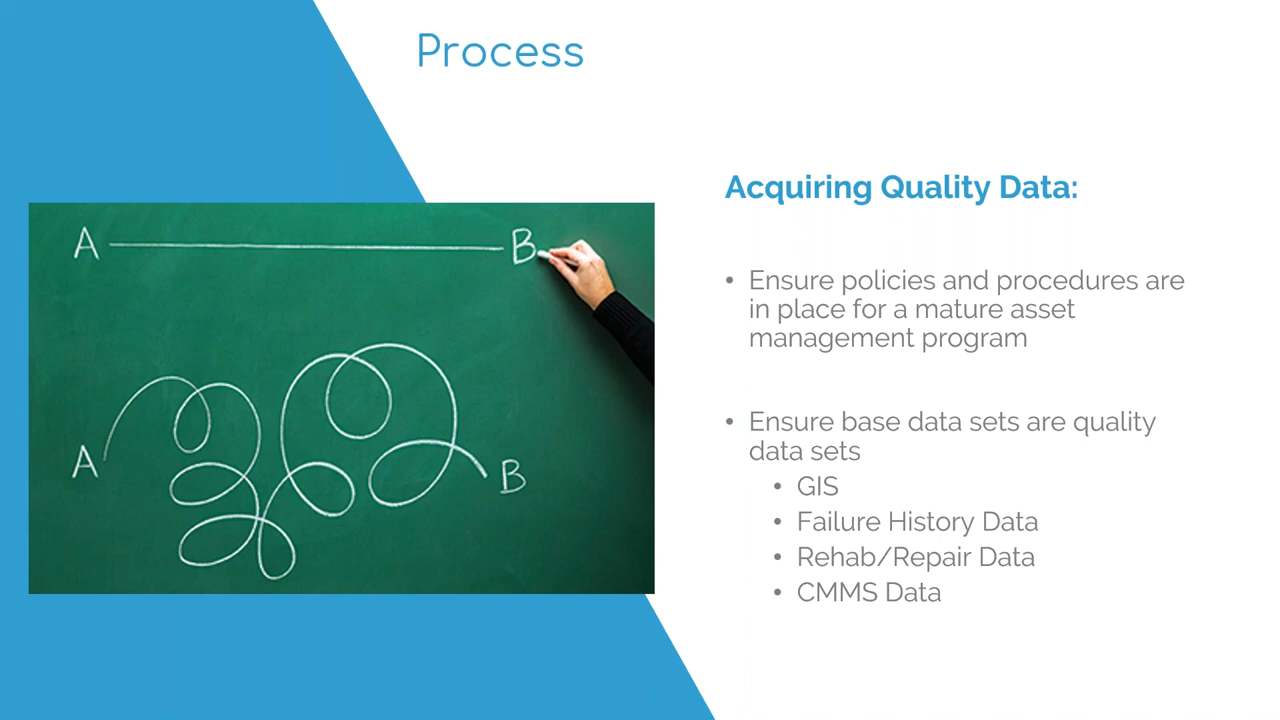 Process
Acquiring Quality Data:
• Ensure policies and procedures are
in place for a mature asset
management program
• Ensure base data sets are quality
data sets
• GIS
• Failure History Data
• Rehab/Repair Data
• CMMS Data
A B
A B